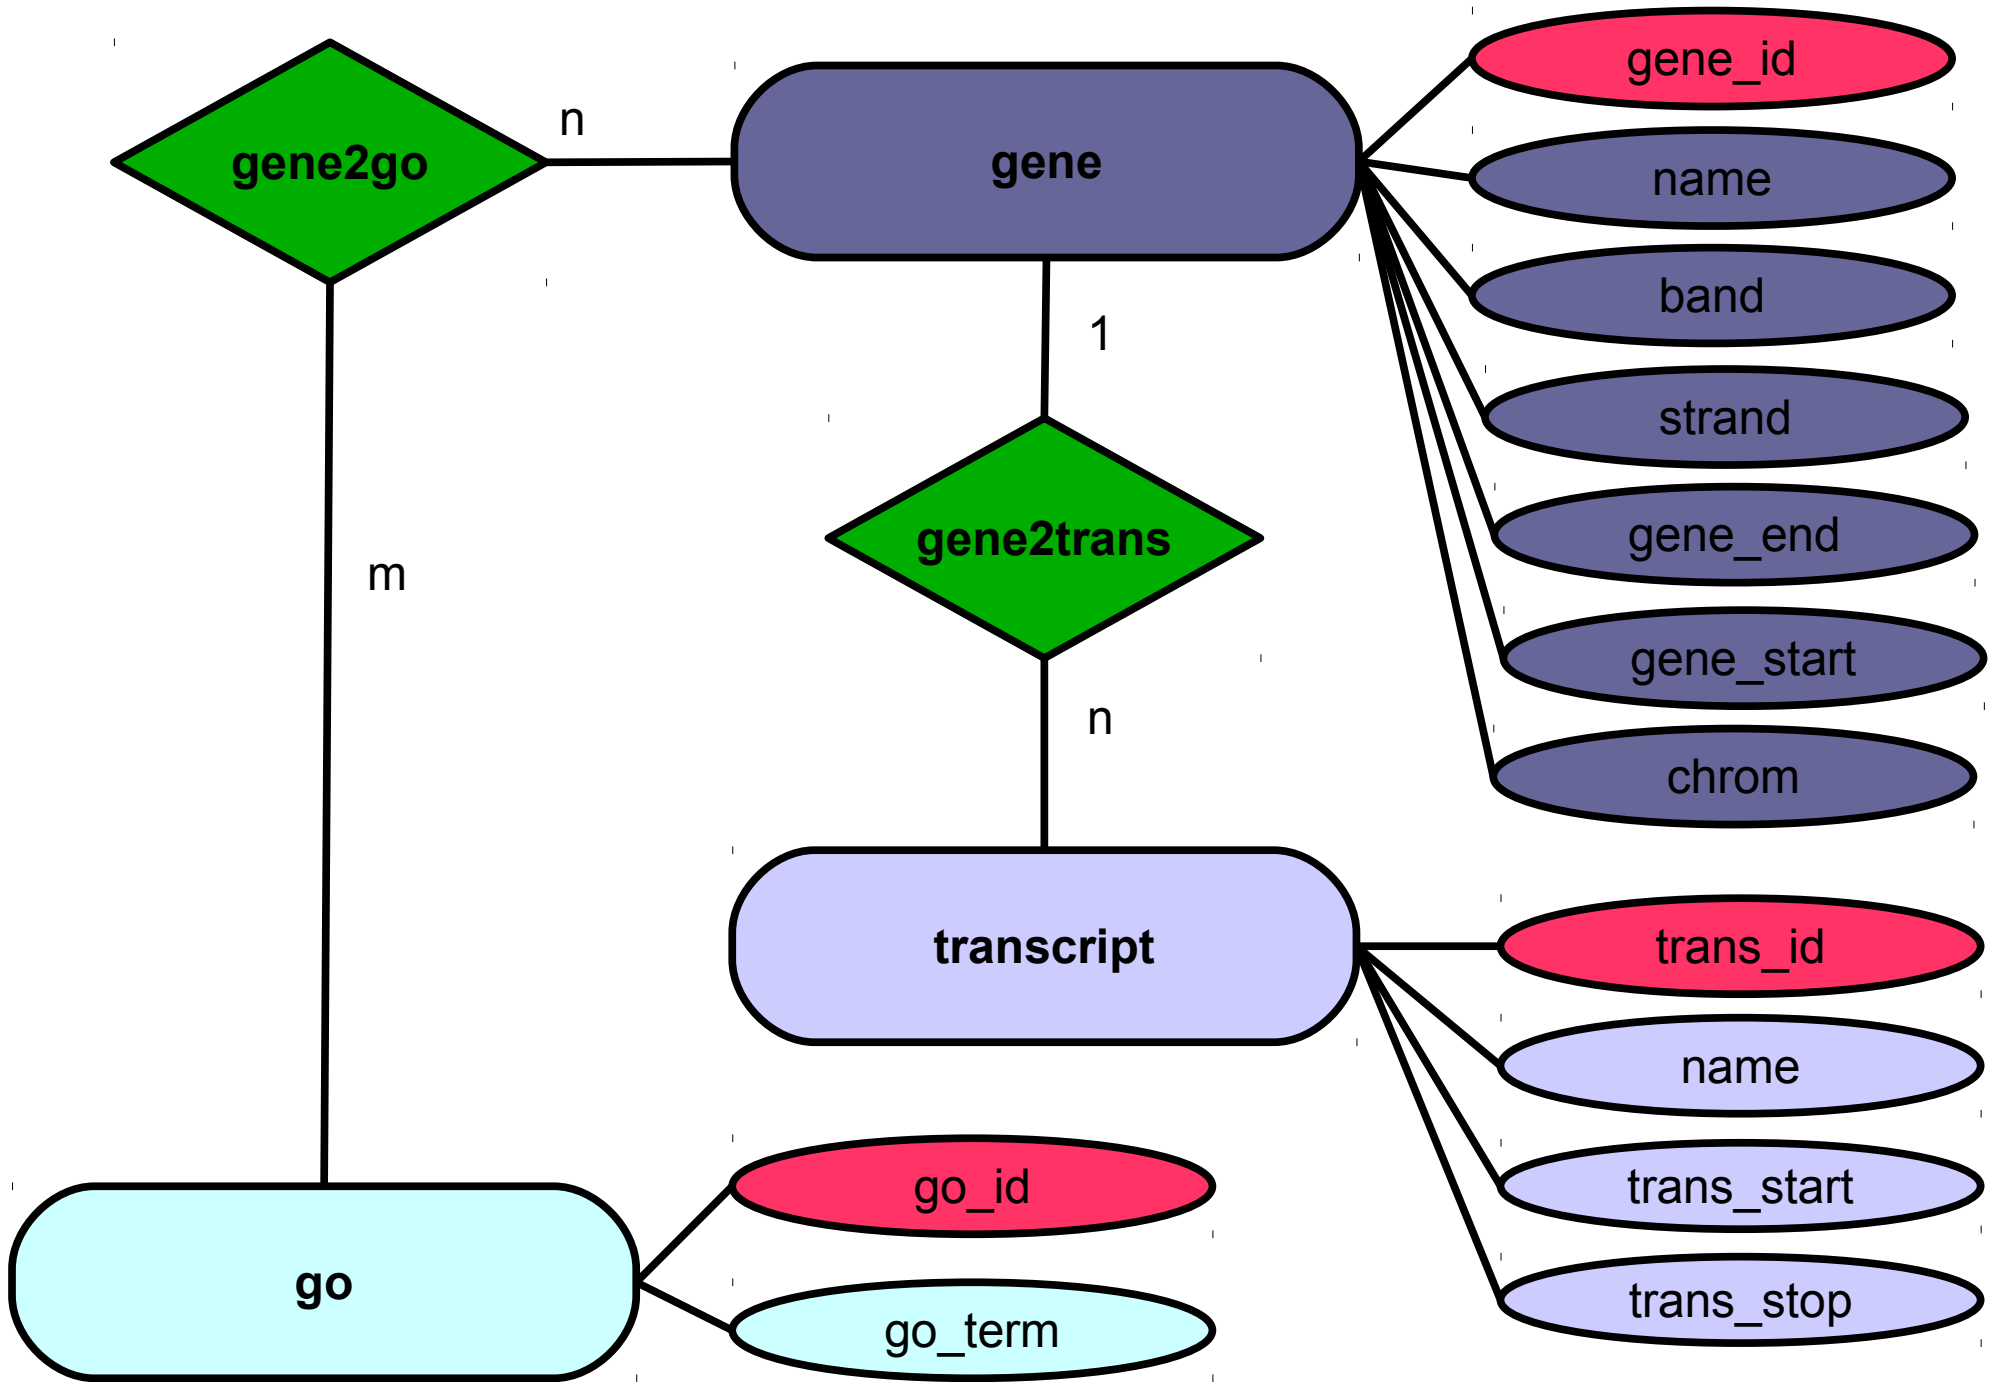 gene_id
n
gene2go
gene
name
band
1
strand
gene2trans
gene_end
m
gene_start
n
chrom
transcript
trans_id
name
go_id
trans_start
go
go_term
trans_stop